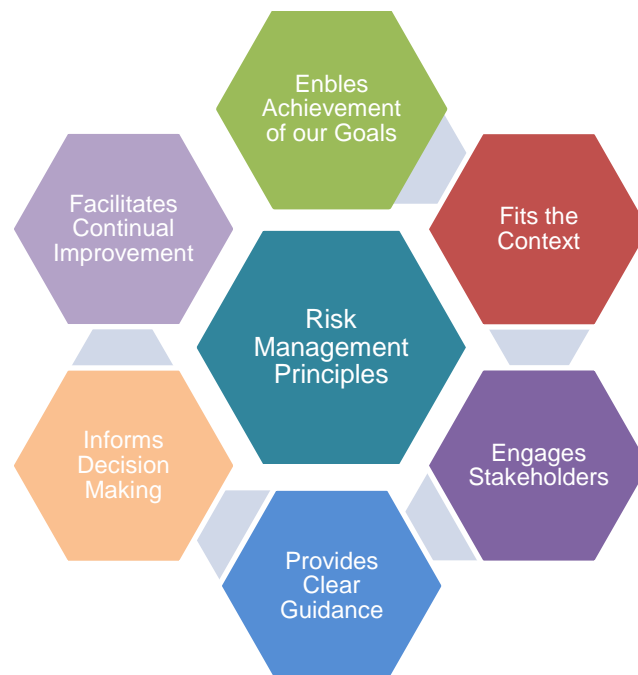 Enbles
Achievement
of our Goals
Fits the
Context
Engages
Stakeholders
Provides
Clear
Guidance
Informs
Decision
Making
Facilitates
Continual
Improvement
Risk
Management
Principles